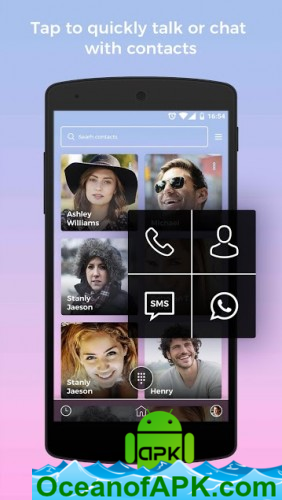 Tap to quickly talk or chat
with contacts
16:54
Searh contacts
Ashley
Williams
SMS
Stanly
Jaeson
Stanly
Jaeson
Henry
APK
OceanofAPK.com